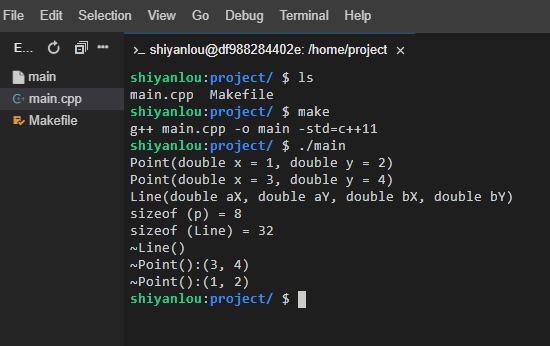 File Edit Selection View Go Debug Terminal Help
E... >_ shiyanlou@df988284402e: /home/project ×
main
main.cpp
Makefile
shiyanlou:project/ $ ls
main.cpp  Makefile
shiyanlou:project/ $ make
g++ main.cpp -o main -std=c++11
shiyanlou:project/ $ ./main
Point(double x = 1, double y = 2)
Point(double x = 3, double y = 4)
Line(double aX, double aY, double bX, double bY)
sizeof (p) = 8
sizeof (Line) = 32
~Line()
~Point():(3, 4)
~Point():(1, 2)
shiyanlou:project/ $